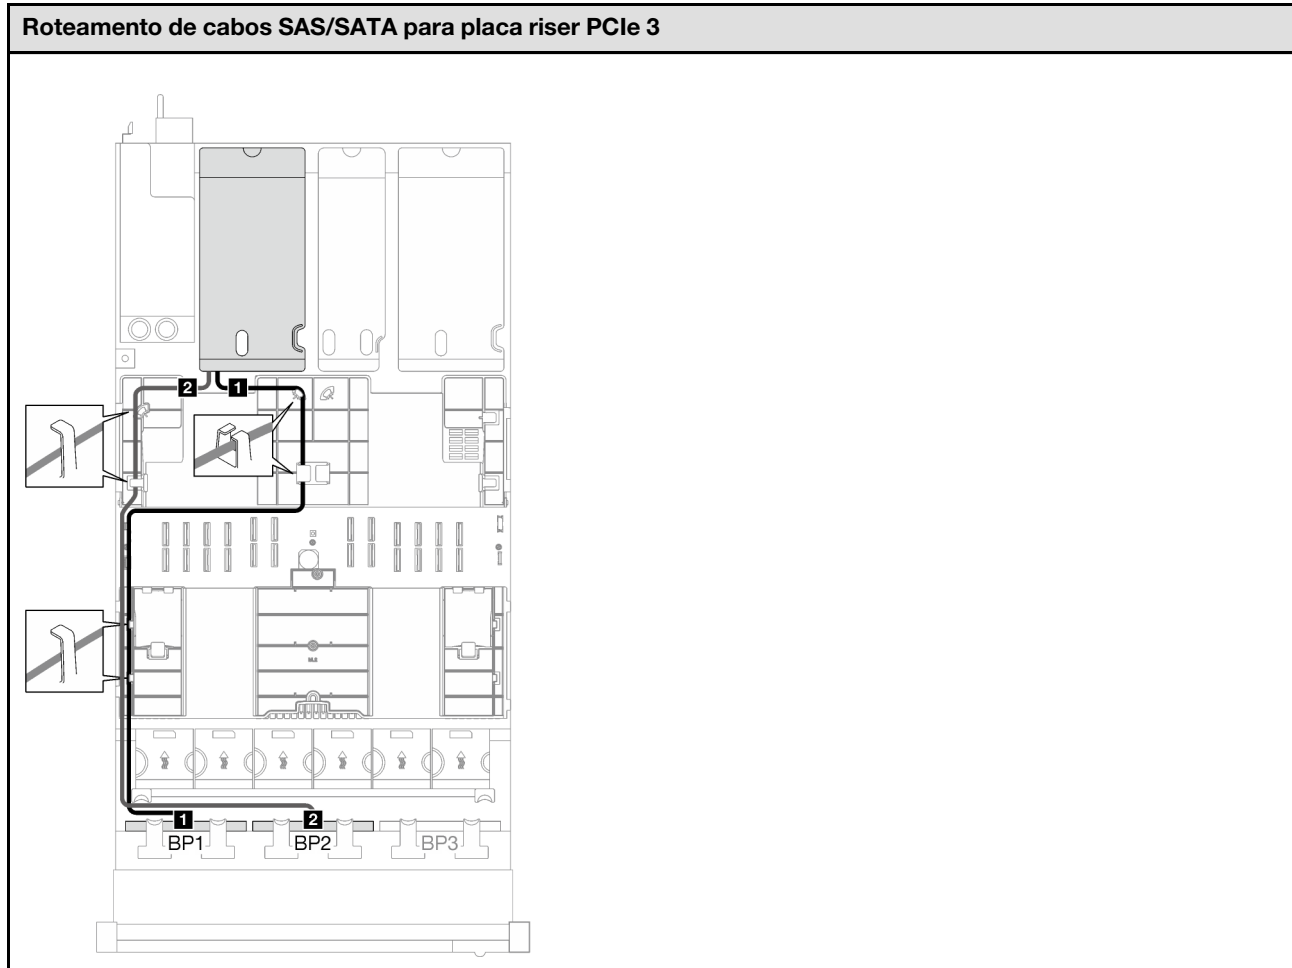 Roteamento de cabos SAS/SATA para placa riser PCIe 3
2 1
1 2
BP1 BP2 BP3